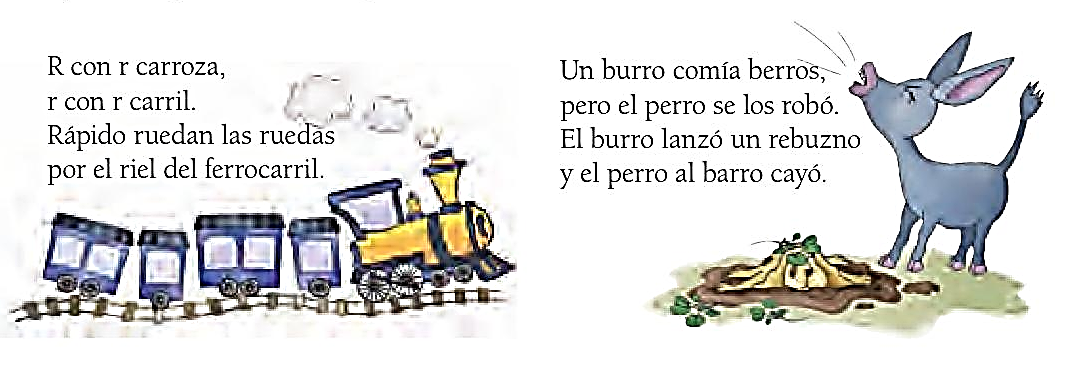 R con r carroza,
r con r carril.
Rápido ruedan las ruedas
por el riel del ferrocarril.
Un burro comía berros,
pero el perro se los robó.
El burro lanzó un rebuzno
y el perro al barro cayó.